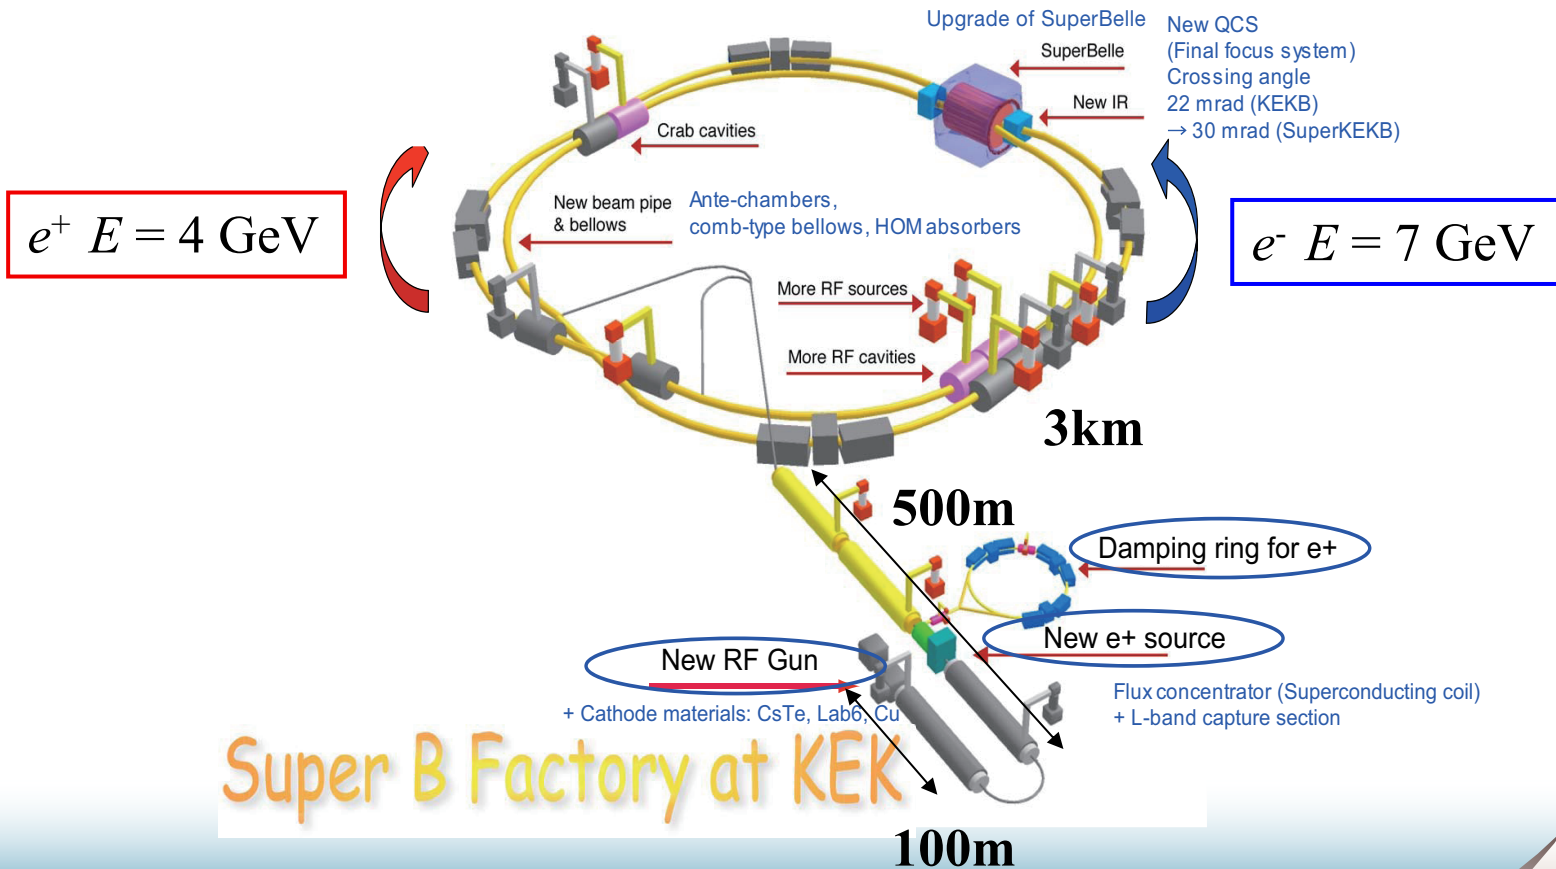 Upgrade of SuperBelle
SuperBelle
New IR
New QCS
(Final focus system)
Crossing angle
22 mrad (KEKB)
→ 30 mrad (SuperKEKB)
Crab cavities
e+ E = 4 GeV
New beam pipe
& bellows
Ante-chambers,
comb-type bellows, HOM absorbers
e- E = 7 GeV
More RF sources
More RF cavities
3km
500m
Damping ring for e+
New e+ source
New RF Gun
Flux concentrator (Superconducting coil)
+ L-band capture section
+ Cathode materials: CsTe, Lab6, Cu
Super B Factory at KEK
100m